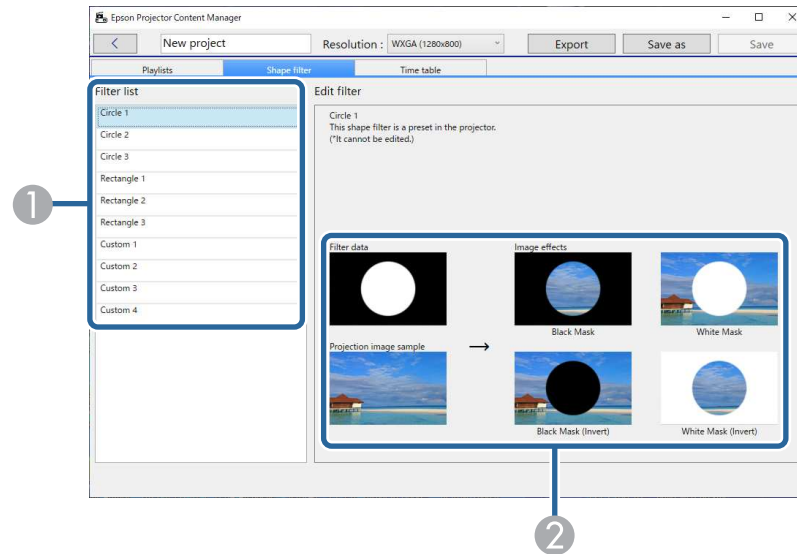 Epson Projector Content Manager
New project
Resolution :
WXGA (1280x800)
Export
Save as
Save
Playlists
Shape filter
Time table
Filter list
Circle 1
Circle 2
Circle 3
Rectangle 1
Rectangle 2
Rectangle 3
Custom 1
Custom 2
Custom 3
Custom 4
1
Edit filter
Circle 1
This shape filter is a preset in the projector.
(*It cannot be edited.)
Filter data
Image effects
Black Mask
White Mask
Projection image sample
→
Black Mask (Invert)
White Mask (Invert)
2